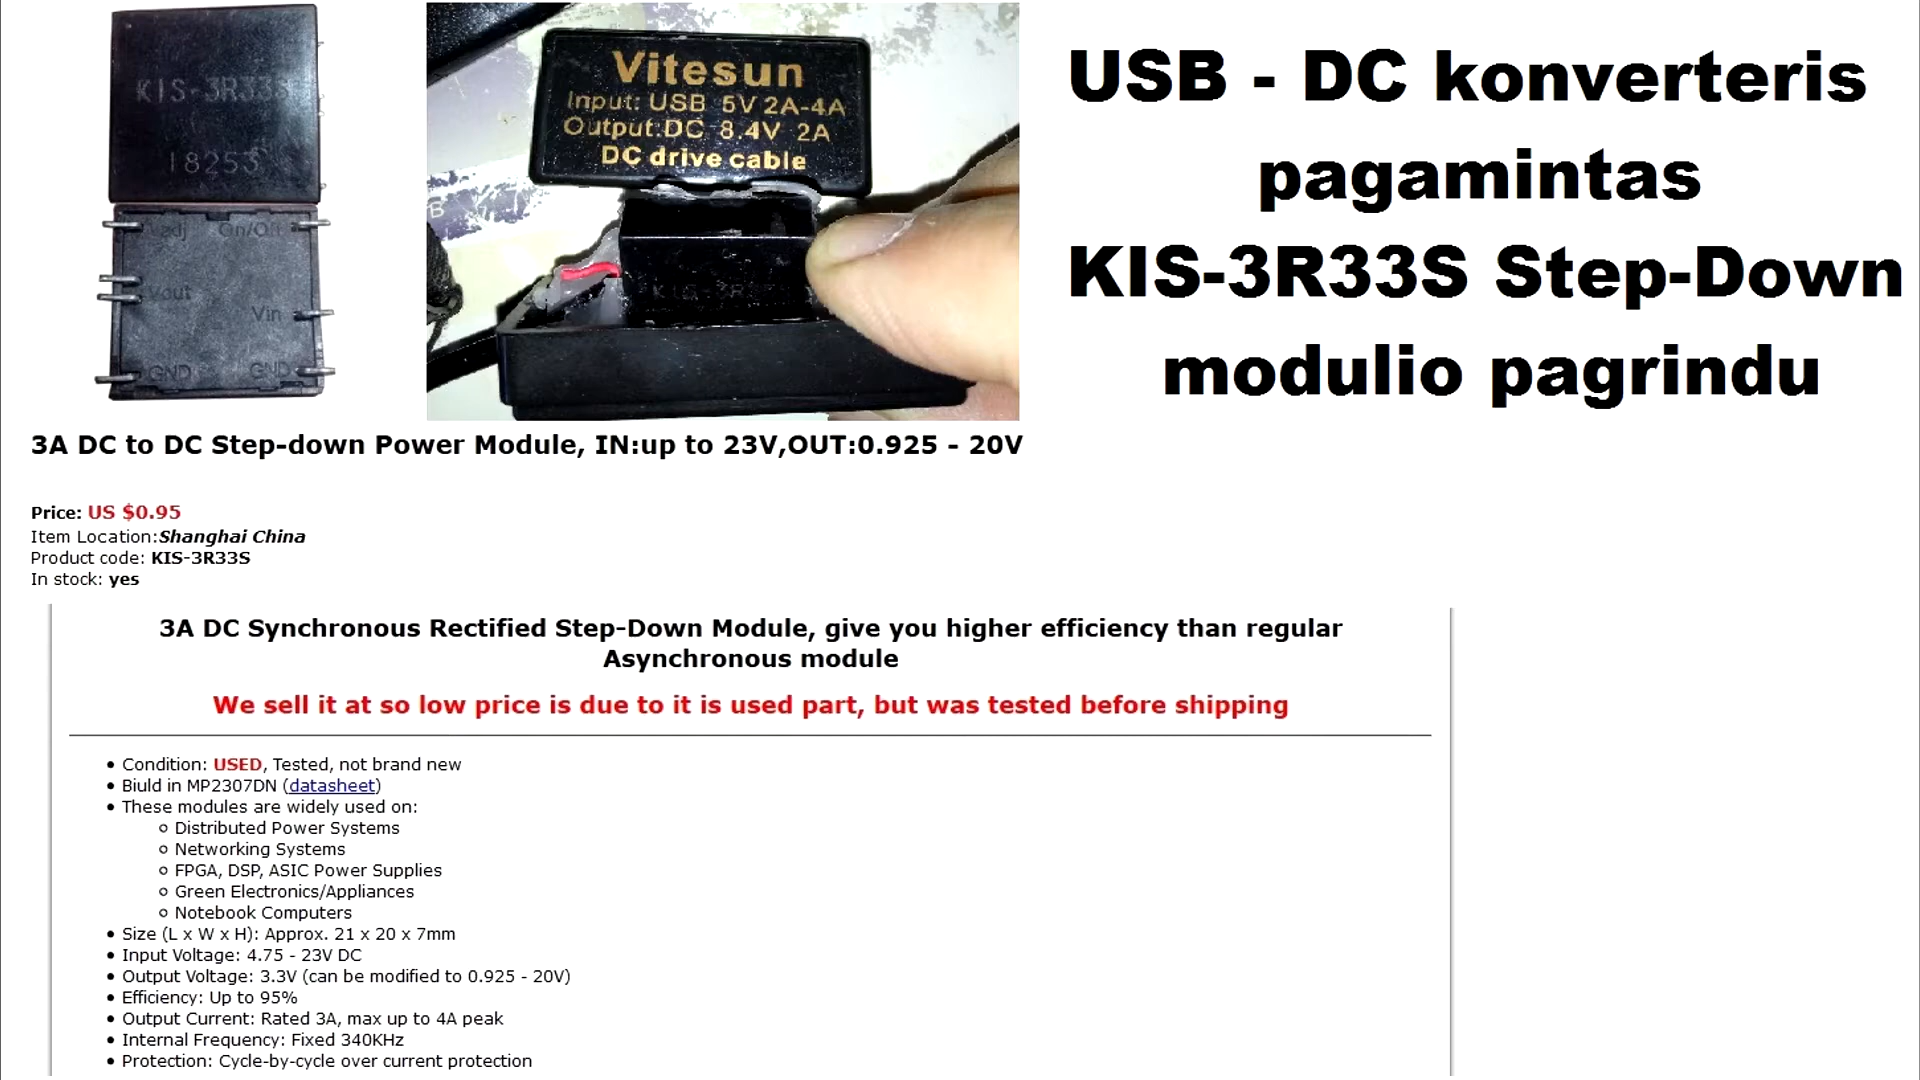 KIS-3R33S
18253
Vadj On/Off
Vout
Vin
GND GND
Vitesun
Input: USB 5V 2A-4A
Output:DC 8.4V 2A
DC drive cable
USB - DC konverteris
pagamintas
KIS-3R33S Step-Down
modulio pagrindu
3A DC to DC Step-down Power Module, IN:up to 23V,OUT:0.925 - 20V
Price: US $0.95
Item Location:Shanghai China
Product code: KIS-3R33S
In stock: yes
3A DC Synchronous Rectified Step-Down Module, give you higher efficiency than regular
Asynchronous module
We sell it at so low price is due to it is used part, but was tested before shipping
• Condition: USED, Tested, not brand new
• Biuld in MP2307DN (datasheet)
• These modules are widely used on:
o Distributed Power Systems
o Networking Systems
o FPGA, DSP, ASIC Power Supplies
o Green Electronics/Appliances
o Notebook Computers
• Size (L x W x H): Approx. 21 x 20 x 7mm
• Input Voltage: 4.75 - 23V DC
• Output Voltage: 3.3V (can be modified to 0.925 - 20V)
• Efficiency: Up to 95%
• Output Current: Rated 3A, max up to 4A peak
• Internal Frequency: Fixed 340KHz
• Protection: Cycle-by-cycle over current protection